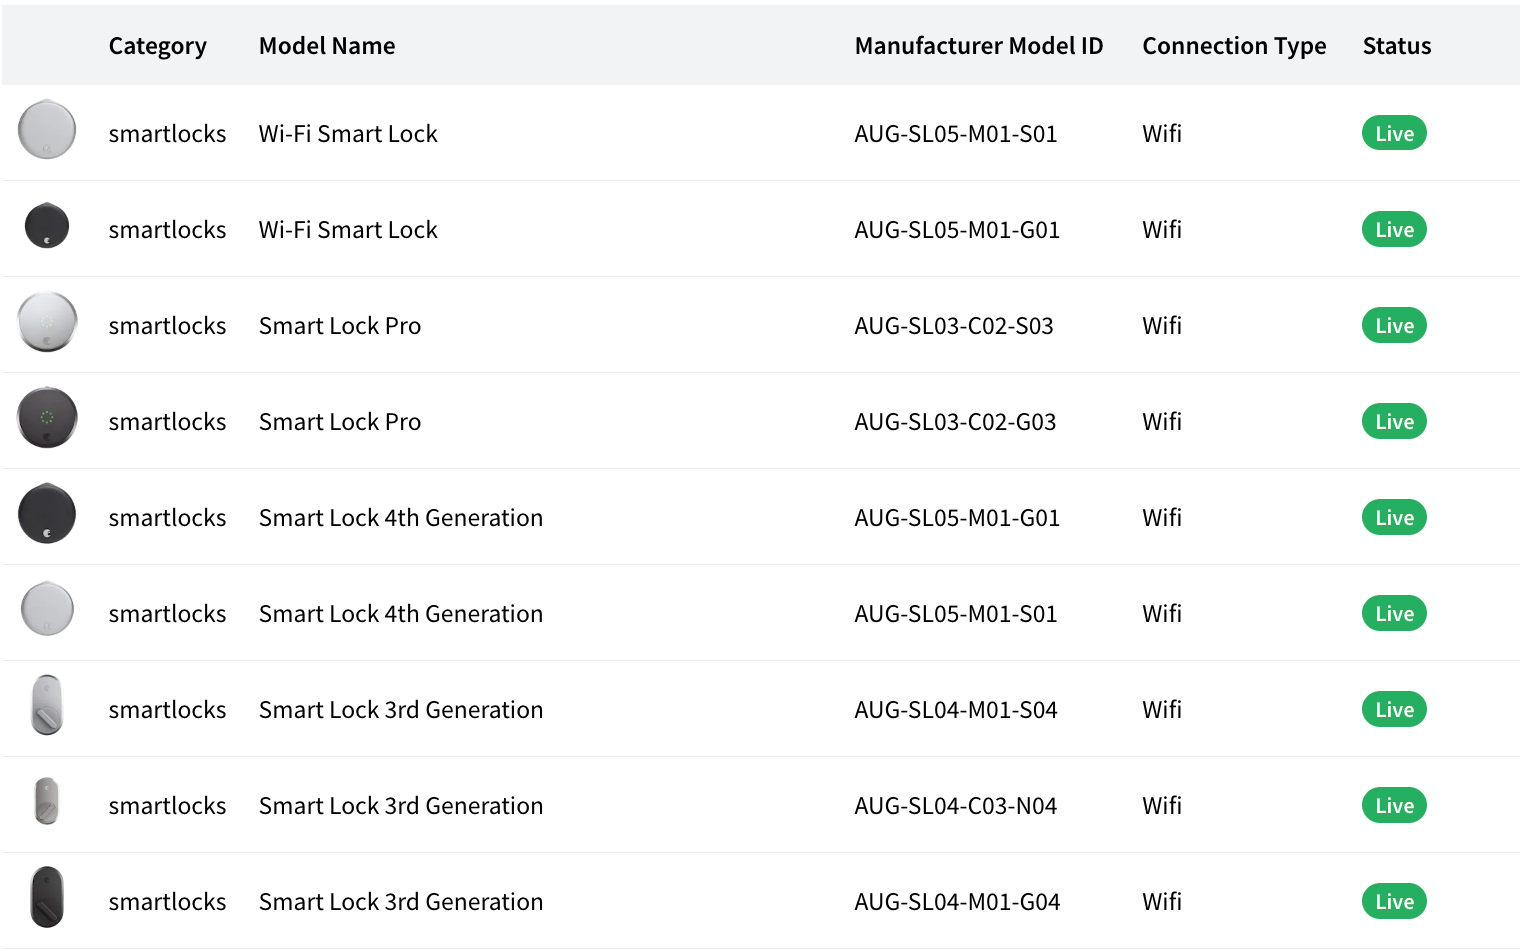 Category Model Name Manufacturer Model ID Connection Type Status
smartlocks Wi-Fi Smart Lock AUG-SL05-M01-S01 Wifi Live
smartlocks Wi-Fi Smart Lock AUG-SL05-M01-G01 Wifi Live
smartlocks Smart Lock Pro AUG-SL03-C02-S03 Wifi Live
smartlocks Smart Lock Pro AUG-SL03-C02-G03 Wifi Live
smartlocks Smart Lock 4th Generation AUG-SL05-M01-G01 Wifi Live
smartlocks Smart Lock 4th Generation AUG-SL05-M01-S01 Wifi Live
smartlocks Smart Lock 3rd Generation AUG-SL04-M01-S04 Wifi Live
smartlocks Smart Lock 3rd Generation AUG-SL04-C03-N04 Wifi Live
smartlocks Smart Lock 3rd Generation AUG-SL04-M01-G04 Wifi Live